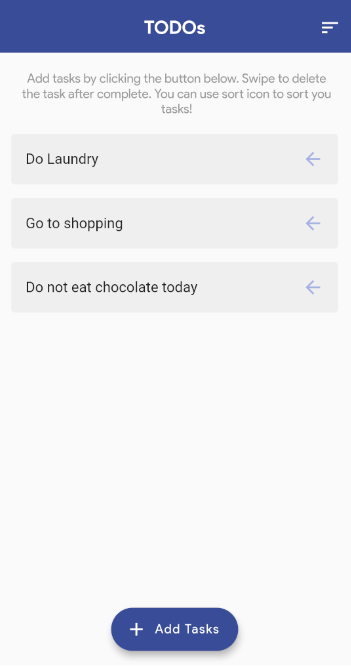 TODOs
Add tasks by clicking the button below. Swipe to delete
the task after complete. You can use sort icon to sort you
tasks!
Do Laundry
Go to shopping
Do not eat chocolate today
Add Tasks